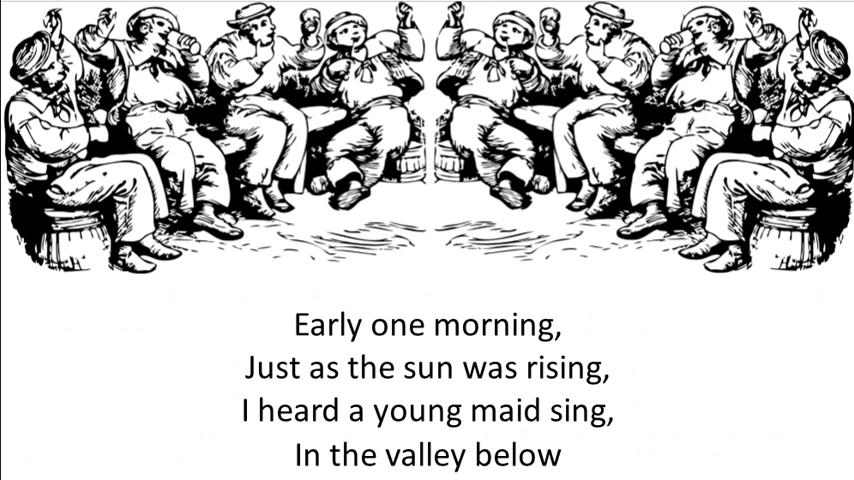 Early one morning,
Just as the sun was rising,
I heard a young maid sing,
In the valley below